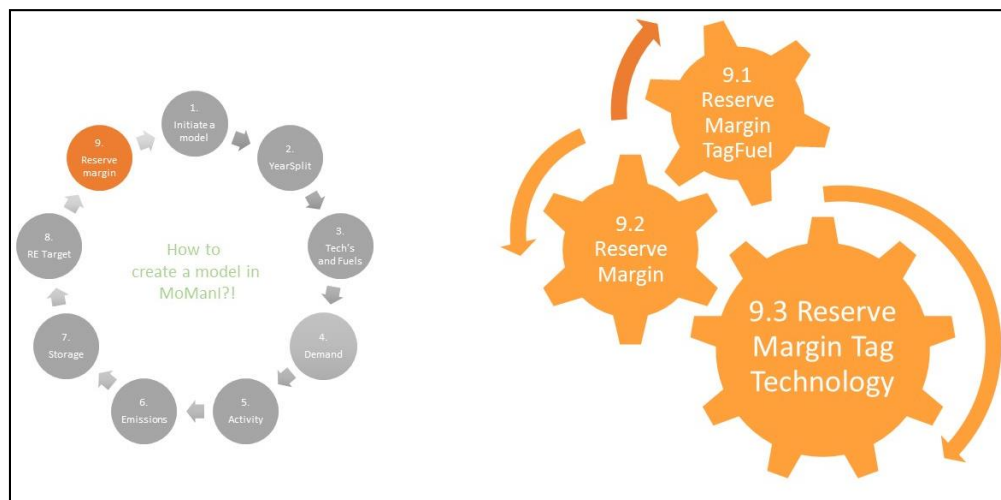 1.
Initiate a
model
2.
YearSplit
3.
Tech's
and Fuels
4.
Demand
5.
Activity
6.
Emissions
7.
Storage
8.
RE Target
9.
Reserve
margin
How to
create a model in
MoManI?!
9.1
Reserve
Margin
TagFuel
9.2
Reserve
Margin
9.3 Reserve
Margin Tag
Technology